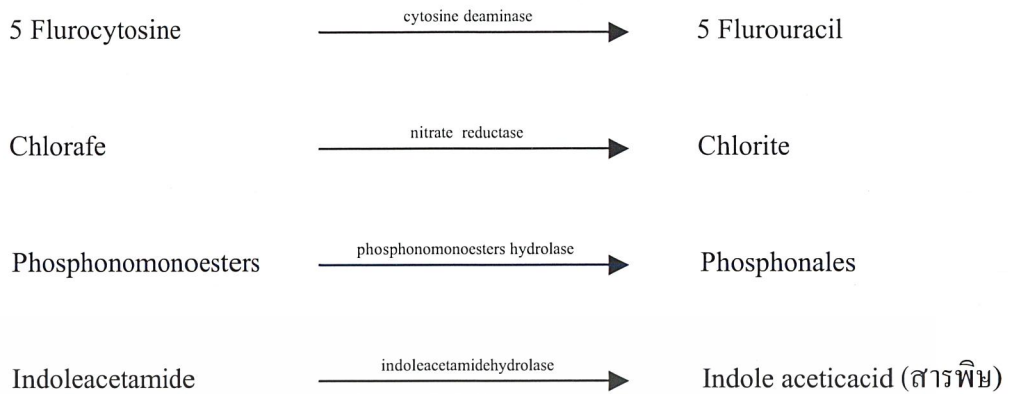 5 Flurocytosine cytosine deaminase 5 Flurouracil
Chlorafe nitrate reductase Chlorite
Phosphonomonoesters phosphonomonoesters hydrolase Phosphonales
Indoleacetamide indoleacetamidehydrolase Indole aceticacid (สารพิษ)